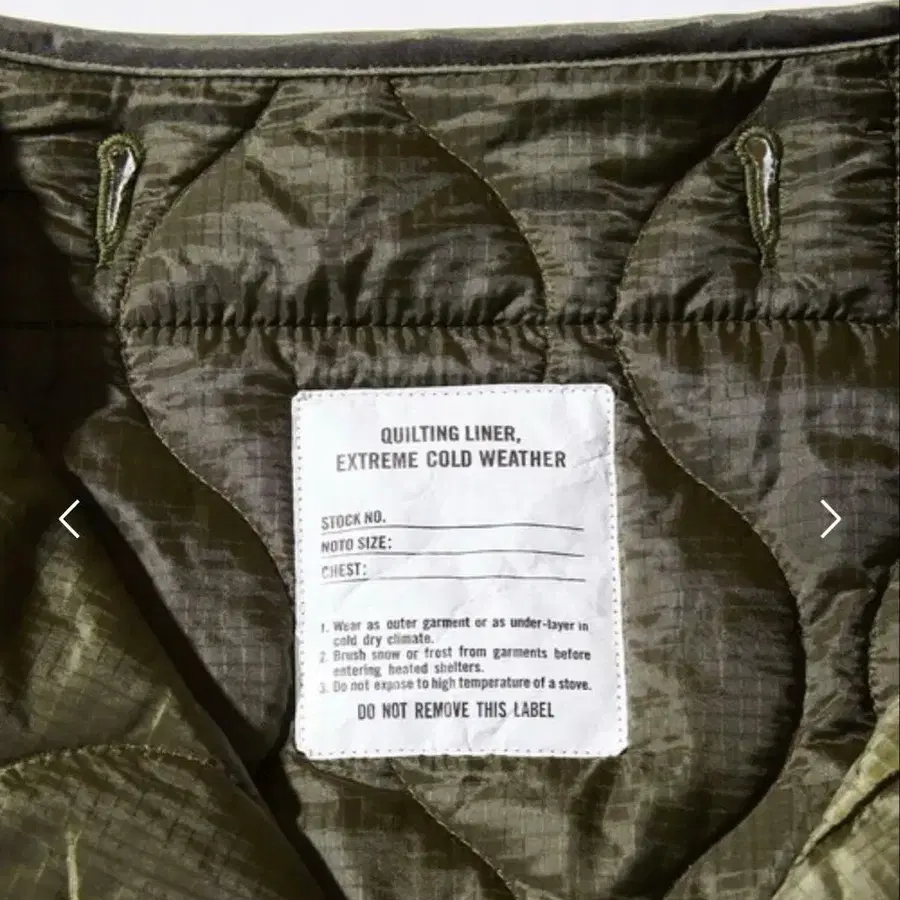 QUILTING LINER,
EXTREME COLD WEATHER
STOCK NO.
NOTO SIZE:
CHEST:
1. Wear as outer garment or as under-layer in
cold dry climate.
2. Brush snow or frost from garments before
entering heated shelters.
3. Do not expose to high temperature of a stove.
DO NOT REMOVE THIS LABEL